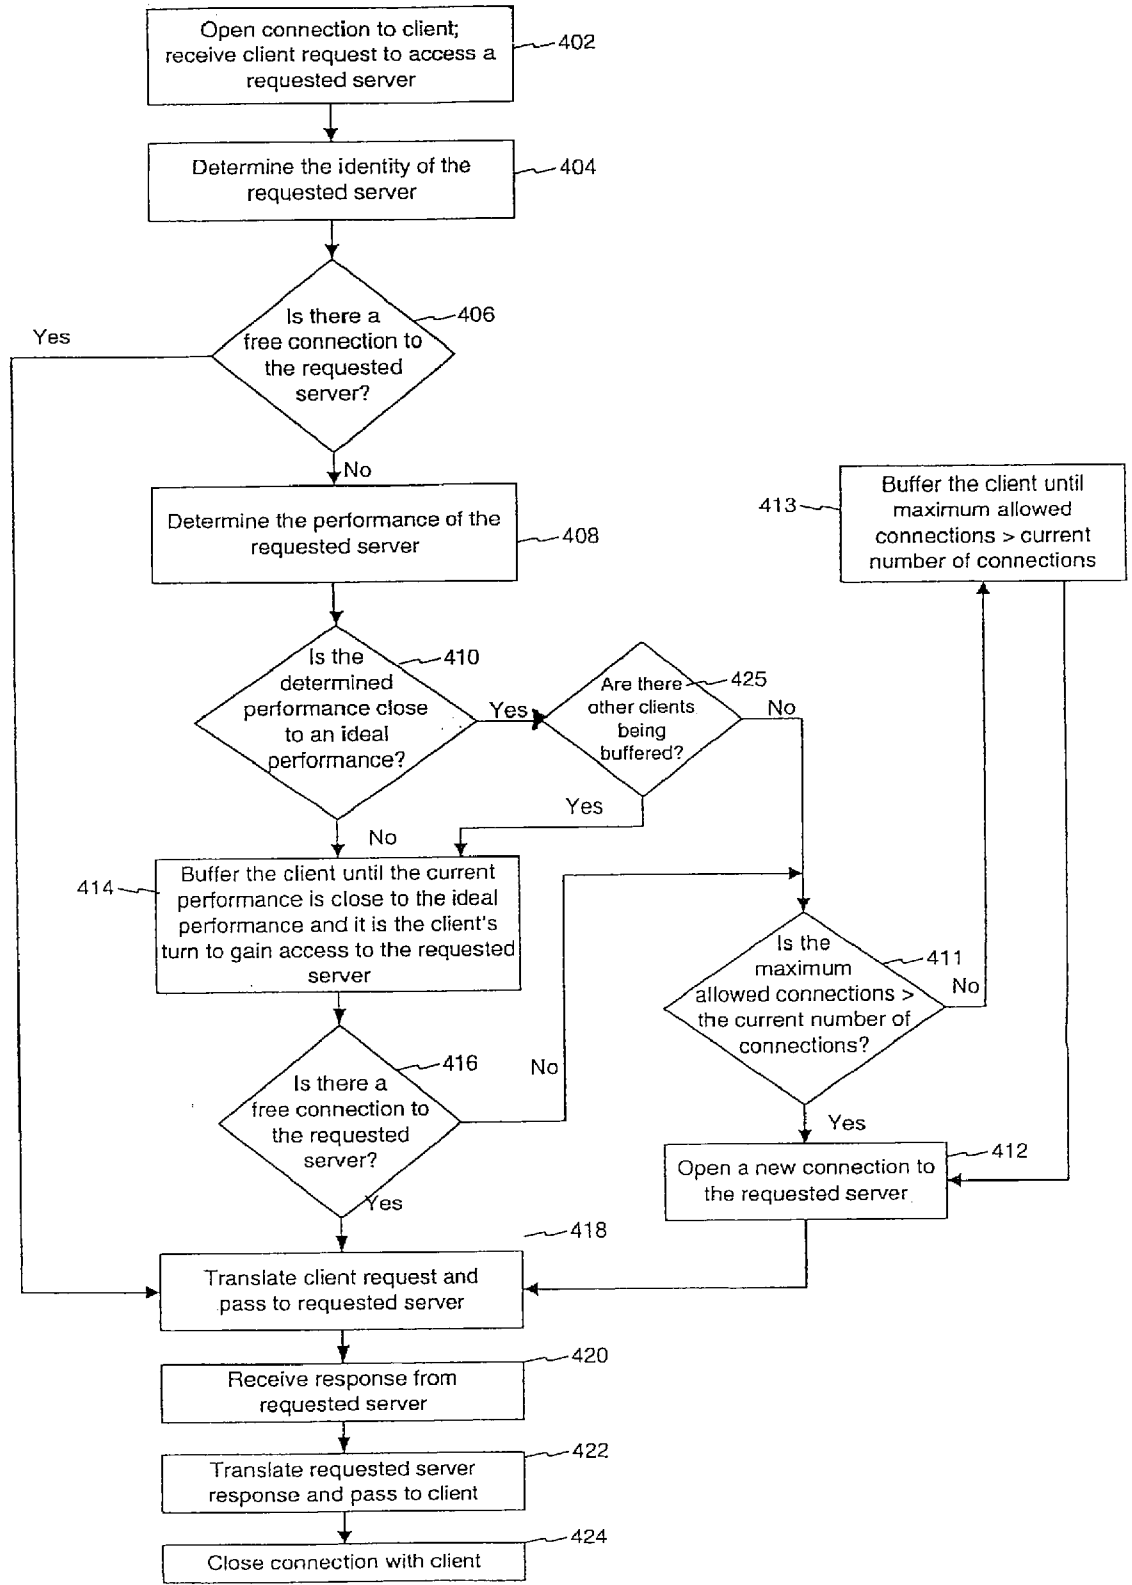 Open connection to client;
receive client request to access a
requested server
402
Determine the identity of the
requested server
404
Is there a
free connection to
the requested
server?
406
Yes
No
Determine the performance of the
requested server
408
Buffer the client until
maximum allowed
connections > current
number of connections
413
Is the
determined
performance close
to an ideal
performance?
410
Yes
Are there
other clients
being
buffered?
425
No
Yes
No
414
Buffer the client until the current
performance is close to the ideal
performance and it is the client's
turn to gain access to the requested
server
Is the
maximum
allowed connections >
the current number of
connections?
411
No
Yes
Is there a
free connection to
the requested
server?
416
No
Yes
Open a new connection to
the requested server
412
418
Translate client request and
pass to requested server
420
Receive response from
requested server
422
Translate requested server
response and pass to client
424
Close connection with client